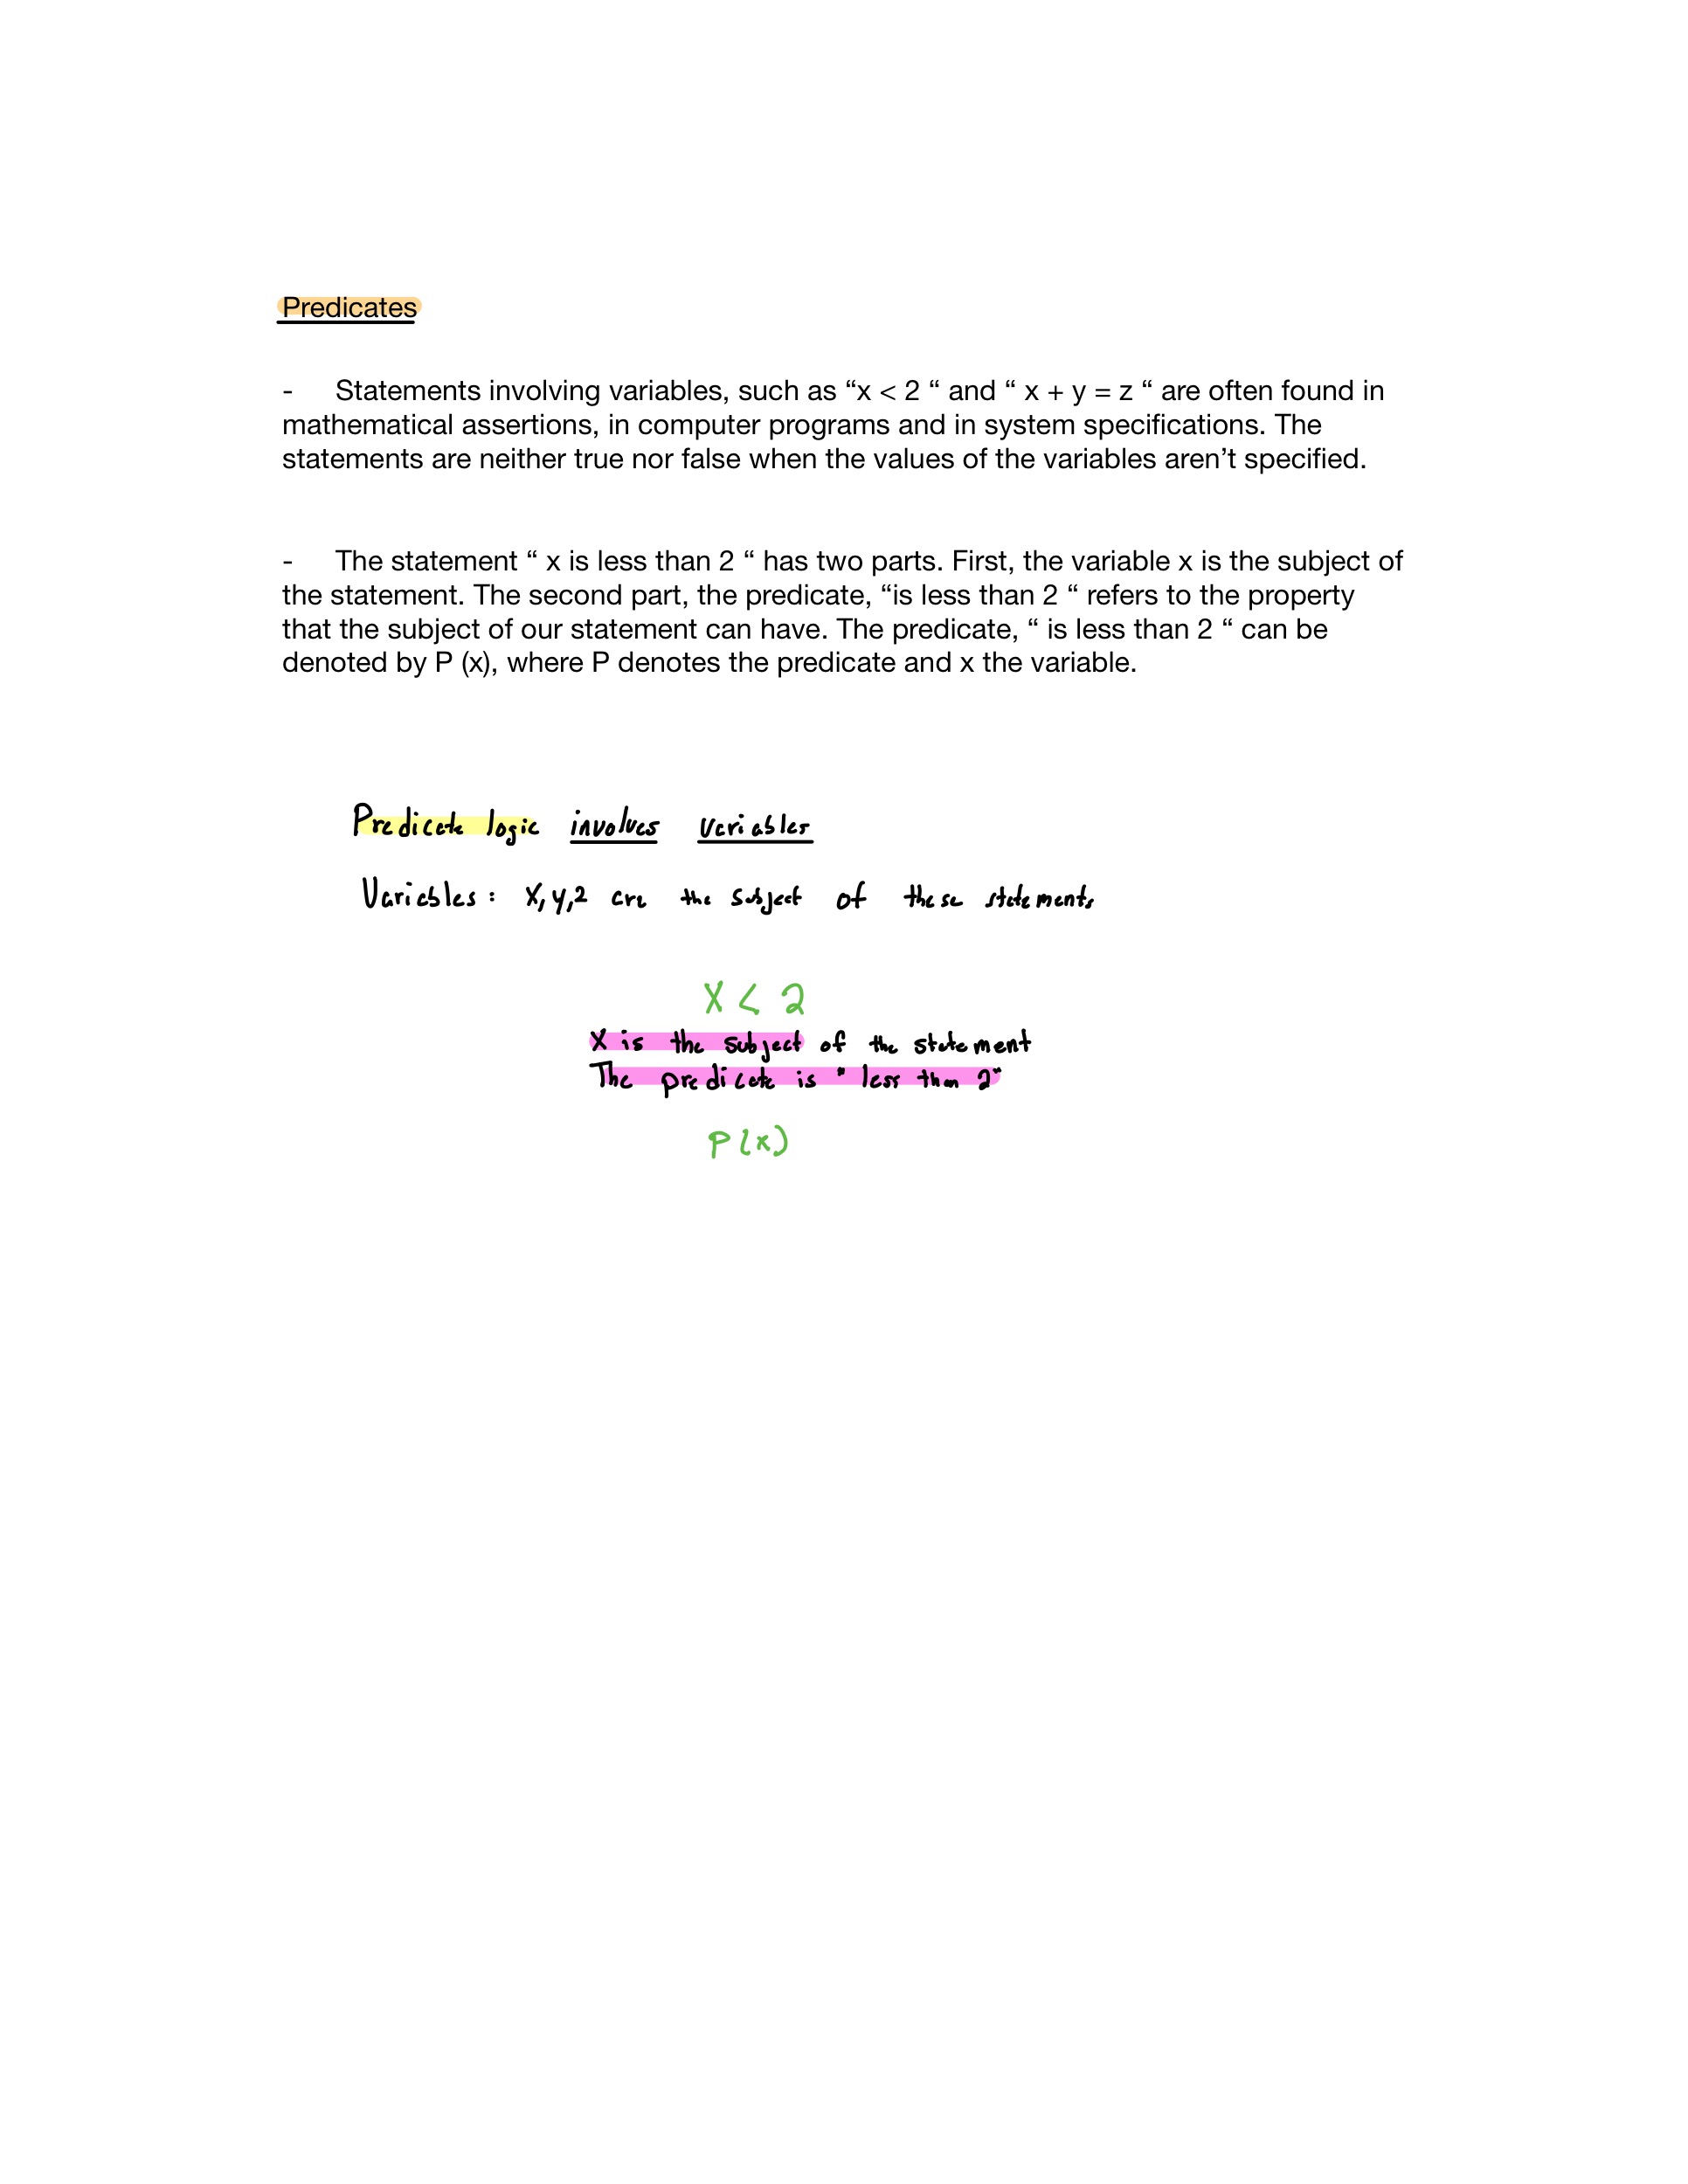 Predicates
- Statements involving variables, such as “x < 2 “ and “ x + y = z “ are often found in
mathematical assertions, in computer programs and in system specifications. The
statements are neither true nor false when the values of the variables aren’t specified.
- The statement “ x is less than 2 “ has two parts. First, the variable x is the subject of
the statement. The second part, the predicate, “is less than 2 “ refers to the property
that the subject of our statement can have. The predicate, “ is less than 2 “ can be
denoted by P (x), where P denotes the predicate and x the variable.
Predicate logic involves variables
Variables: x, y, z are the subject of these statements
x < 2
x is the subject of the statement
The predicate is "less than 2"
P(x)